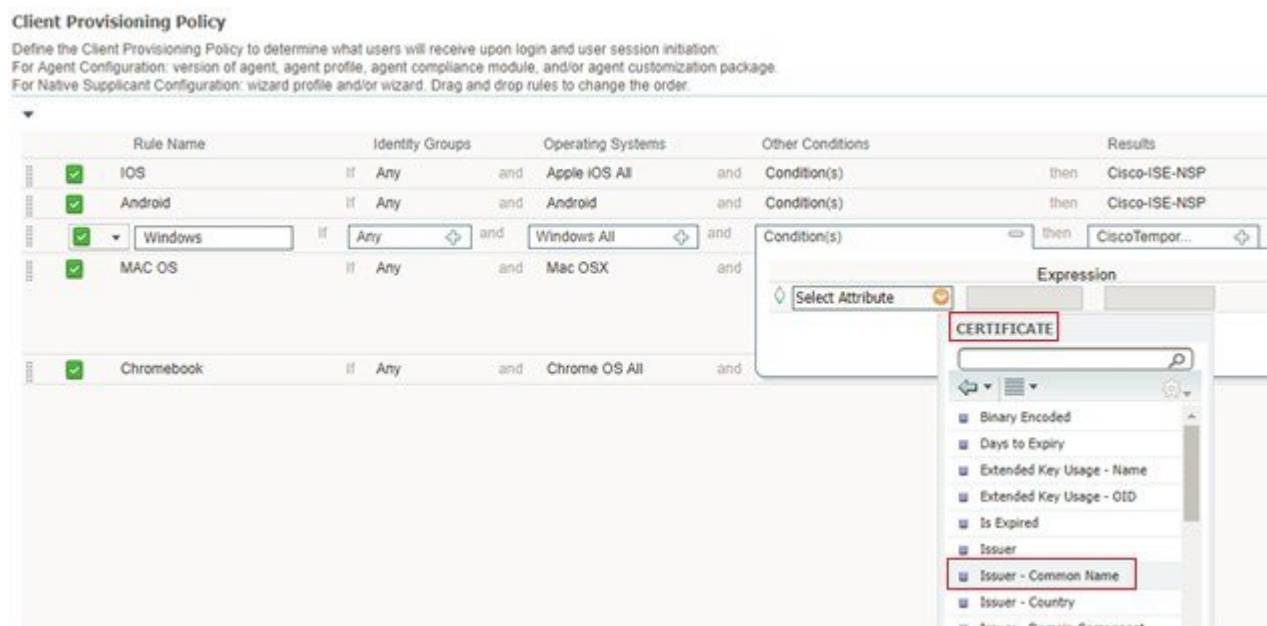 Client Provisioning Policy
Define the Client Provisioning Policy to determine what users will receive upon login and user session initiation:
For Agent Configuration: version of agent, agent profile, agent compliance module, and/or agent customization package.
For Native Supplicant Configuration: wizard profile and/or wizard. Drag and drop rules to change the order.
Rule Name Identity Groups Operating Systems Other Conditions Results
IOS If Any and Apple iOS All and Condition(s) then Cisco-ISE-NSP
Android If Any and Android and Condition(s) then Cisco-ISE-NSP
Windows If Any and Windows All and Condition(s) then CiscoTempor...
MAC OS If Any and Mac OSX and
Expression
Select Attribute
CERTIFICATE
Chromebook If Any and Chrome OS All and
Binary Encoded
Days to Expiry
Extended Key Usage - Name
Extended Key Usage - OID
Is Expired
Issuer
Issuer - Common Name
Issuer - Country
Issuer - Domain Component